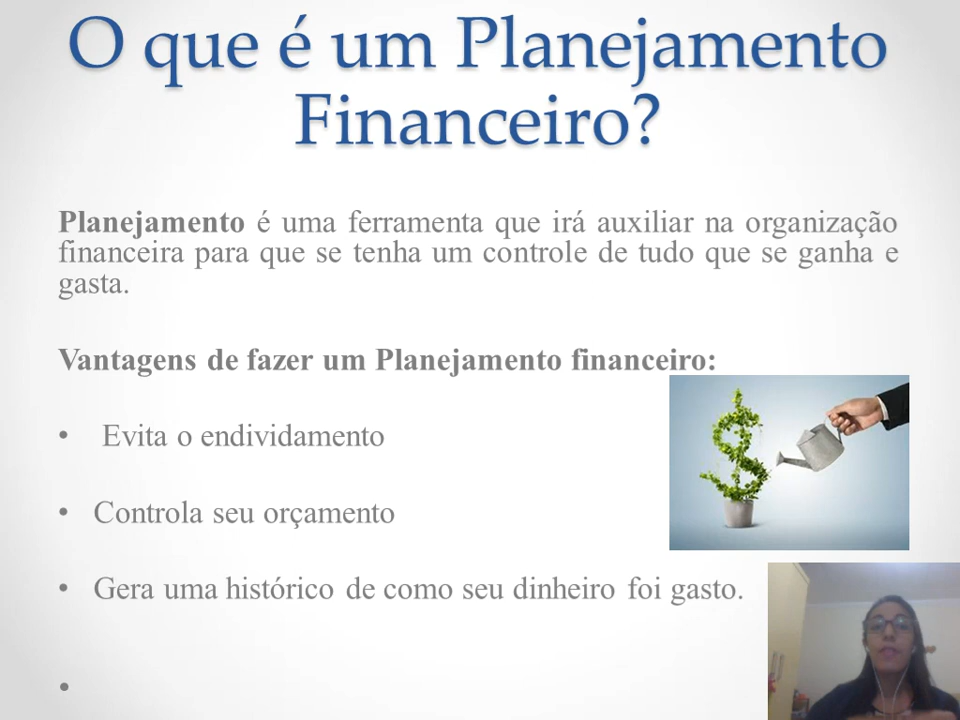 O que é um Planejamento
Financeiro?
Planejamento é uma ferramenta que irá auxiliar na organização
financeira para que se tenha um controle de tudo que se ganha e
gasta.
Vantagens de fazer um Planejamento financeiro:
• Evita o endividamento
• Controla seu orçamento
• Gera uma histórico de como seu dinheiro foi gasto.
•